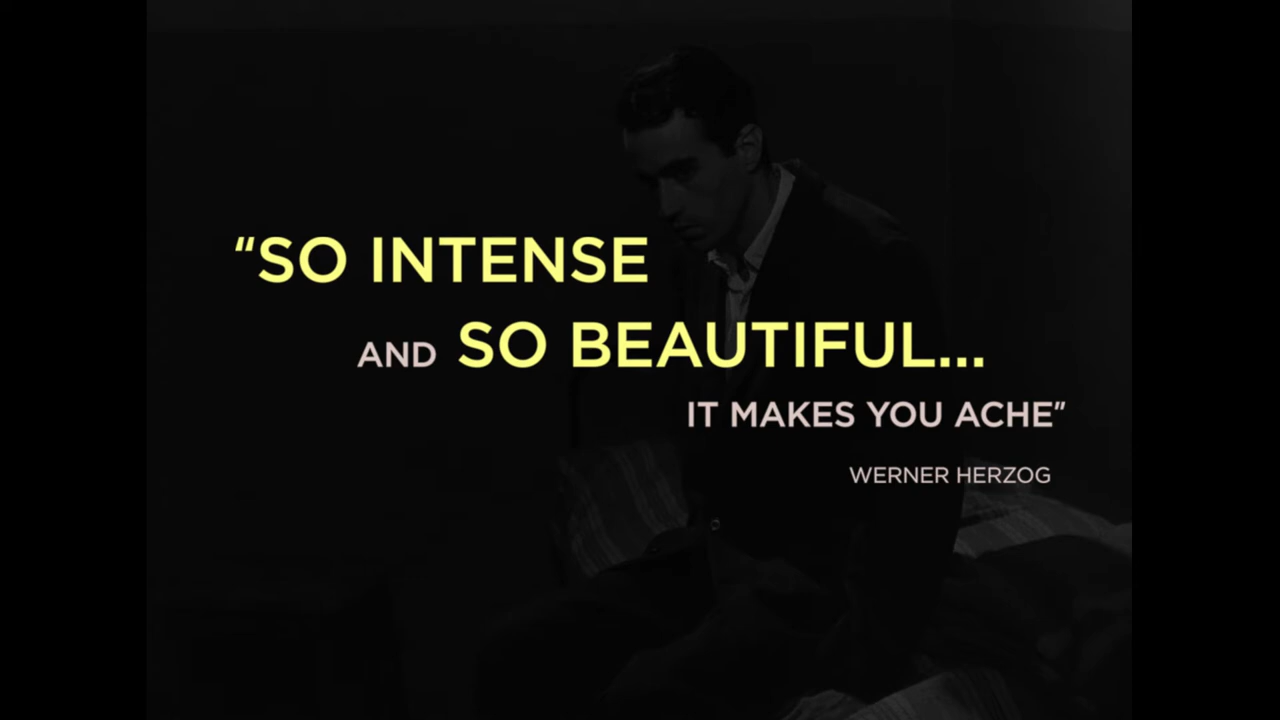 “SO INTENSE
AND SO BEAUTIFUL...
IT MAKES YOU ACHE”
WERNER HERZOG